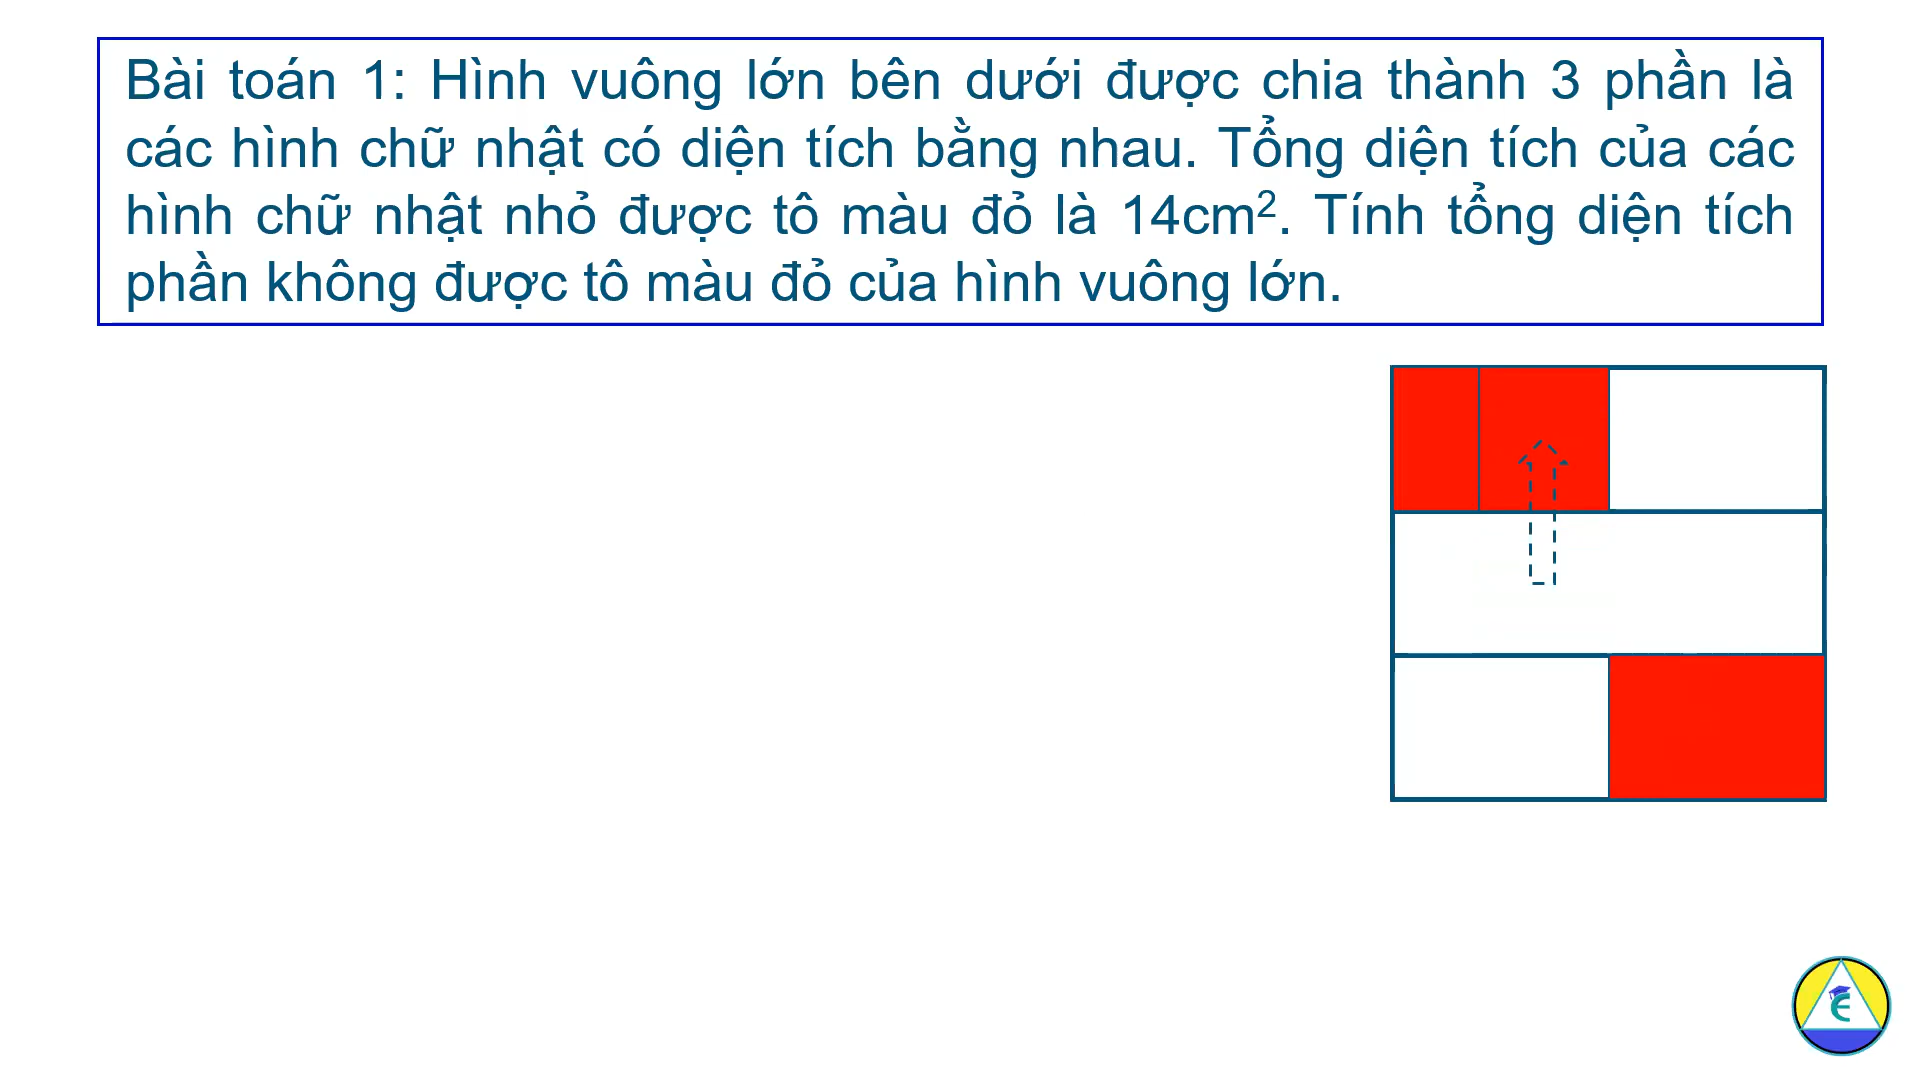 Bài toán 1: Hình vuông lớn bên dưới được chia thành 3 phần là
các hình chữ nhật có diện tích bằng nhau. Tổng diện tích của các
hình chữ nhật nhỏ được tô màu đỏ là 14cm². Tính tổng diện tích
phần không được tô màu đỏ của hình vuông lớn.